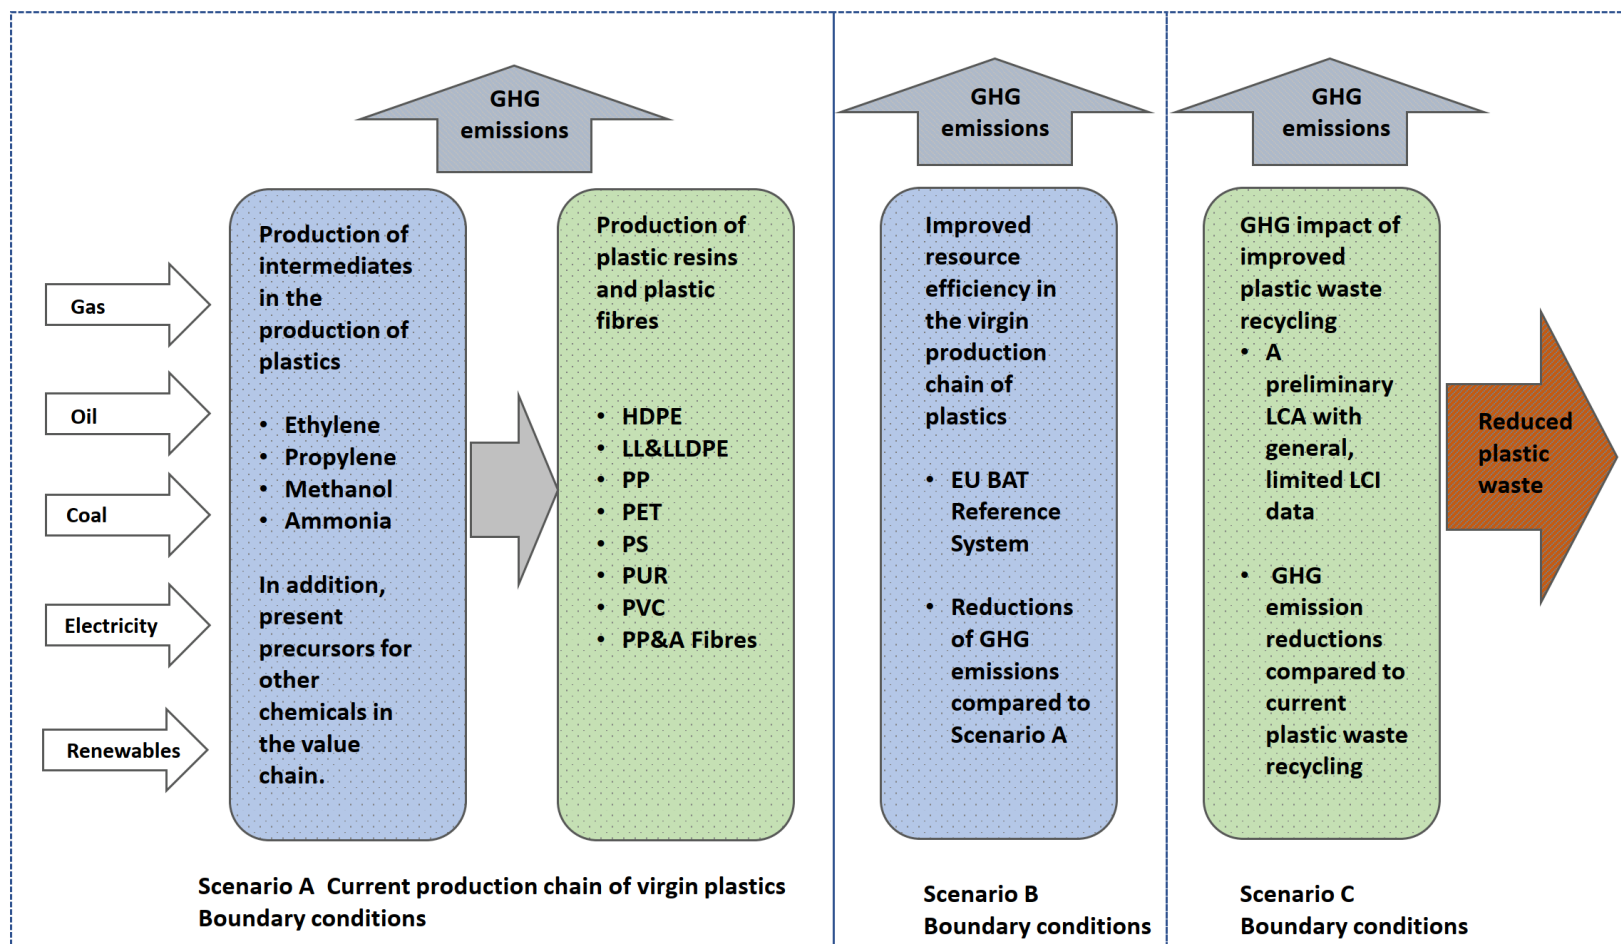 GHG
emissions
GHG
emissions
GHG
emissions
Gas
Oil
Coal
Electricity
Renewables
Production of
intermediates
in the
production of
plastics
• Ethylene
• Propylene
• Methanol
• Ammonia
In addition,
present
precursors for
other
chemicals in
the value
chain.
Production of
plastic resins
and plastic
fibres
• HDPE
• LL&LLDPE
• PP
• PET
• PS
• PUR
• PVC
• PP&A Fibres
Improved
resource
efficiency in
the virgin
production
chain of
plastics
• EU BAT
Reference
System
• Reductions
of GHG
emissions
compared to
Scenario A
GHG impact of
improved
plastic waste
recycling
• A
preliminary
LCA with
general,
limited LCI
data
• GHG
emission
reductions
compared to
current
plastic waste
recycling
Reduced
plastic
waste
Scenario A Current production chain of virgin plastics
Boundary conditions
Scenario B
Boundary conditions
Scenario C
Boundary conditions